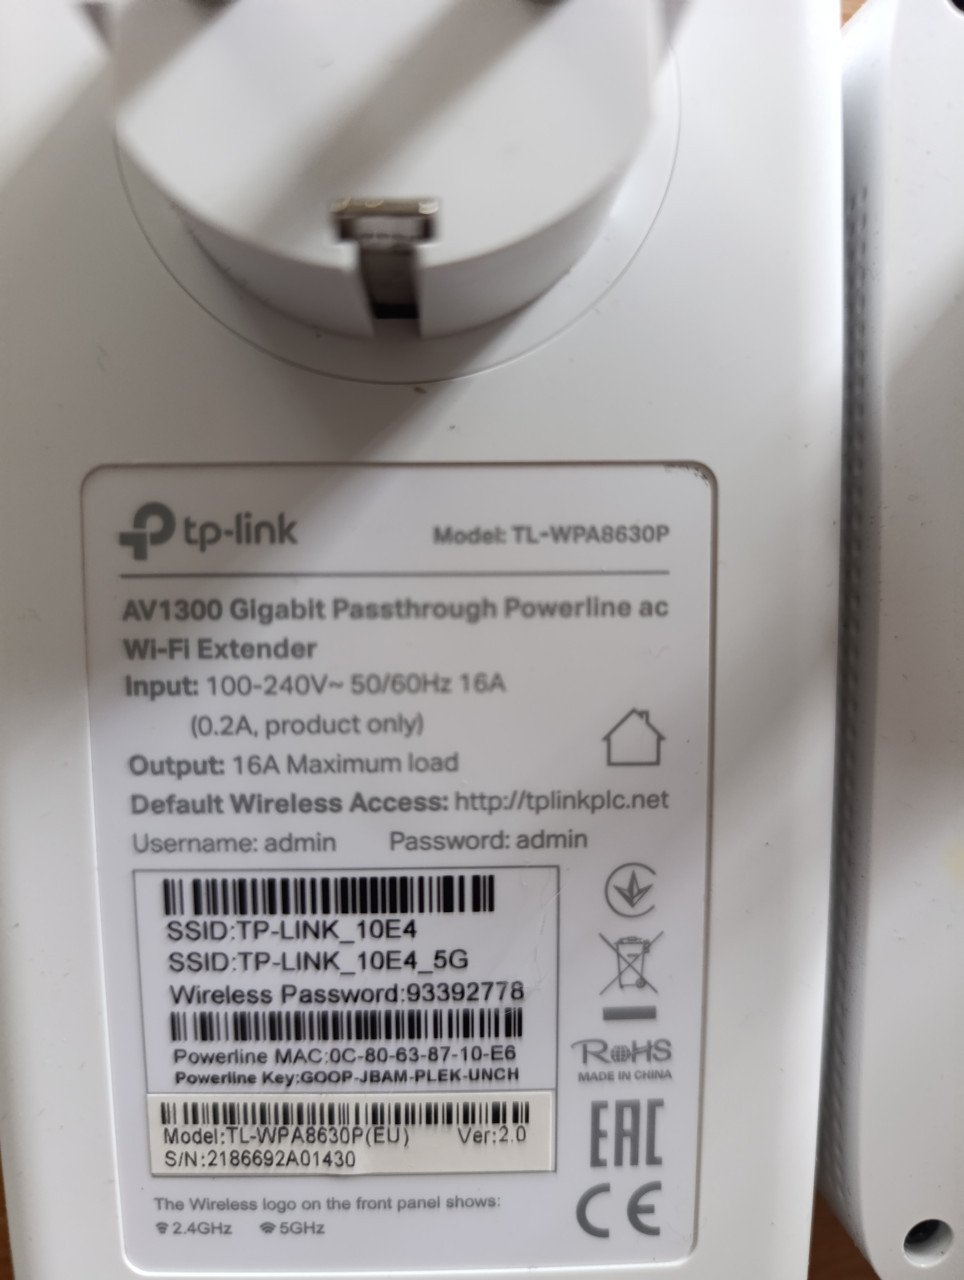 tp-link
Model: TL-WPA8630P
AV1300 Gigabit Passthrough Powerline ac
Wi-Fi Extender
Input: 100-240V~ 50/60Hz 16A
(0.2A, product only)
Output: 16A Maximum load
Default Wireless Access: http://tplinkplc.net
Username: admin Password: admin
SSID:TP-LINK_10E4
SSID:TP-LINK_10E4_5G
Wireless Password:93392778
Powerline MAC:0C-80-63-87-10-E6
Powerline Key:GOOP-JBAM-PLEK-UNCH
Model:TL-WPA8630P(EU) Ver:2.0
S/N:2186692A01430
RoHS
MADE IN CHINA
EAC
CE
The Wireless logo on the front panel shows:
2.4GHz 5GHz